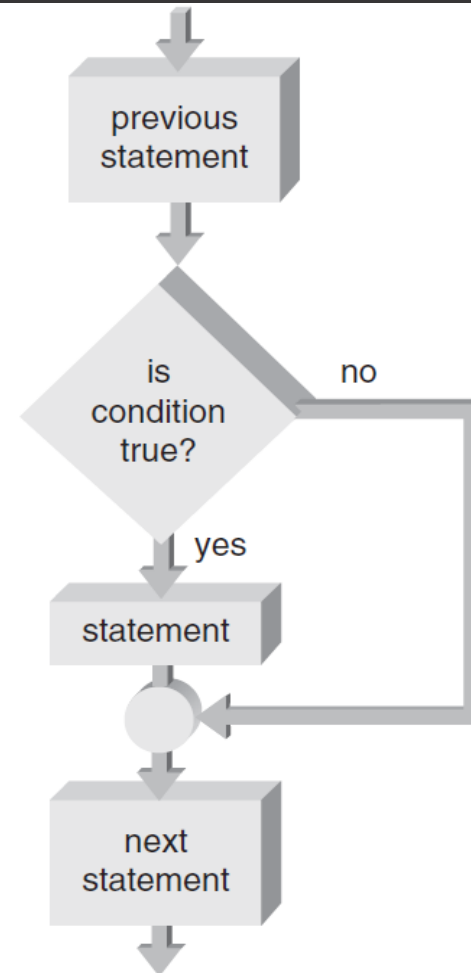 previous
statement
is
condition
true?
no
yes
statement
next
statement